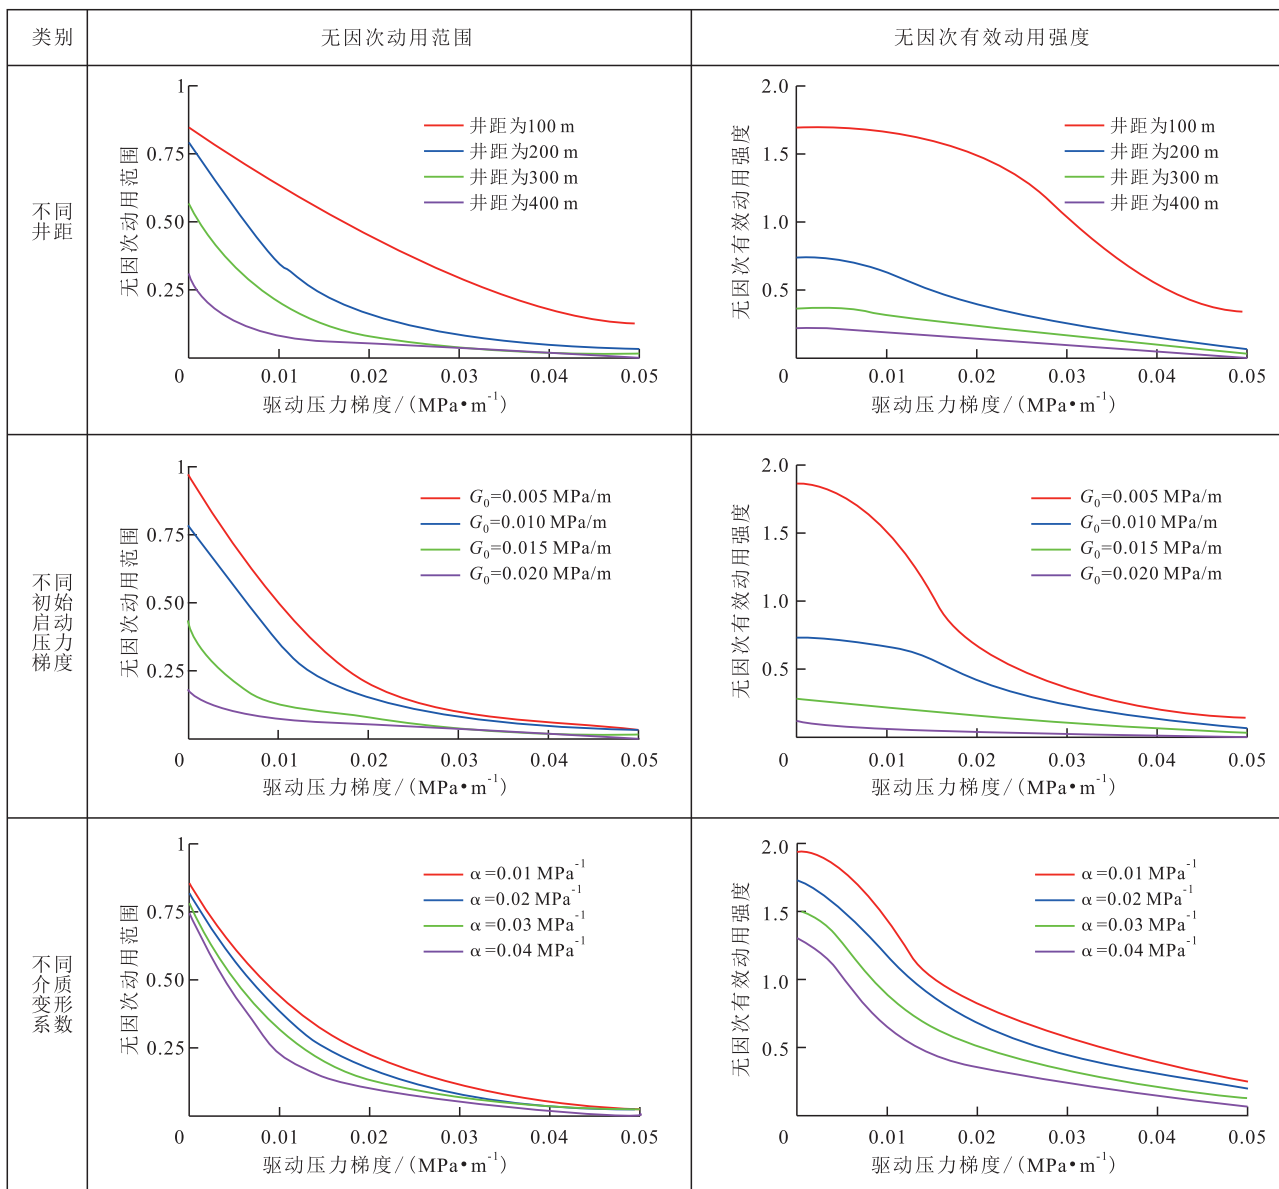 类别
无因次动用范围
无因次有效动用强度
不同
井距
1
0.75
0.50
0.25
0
0.01
0.02
0.03
0.04
0.05
无因次动用范围
驱动压力梯度/(MPa•m⁻¹)
井距为100 m
井距为200 m
井距为300 m
井距为400 m
2.0
1.5
1.0
0.5
0
0.01
0.02
0.03
0.04
0.05
无因次有效动用强度
驱动压力梯度/(MPa•m⁻¹)
井距为100 m
井距为200 m
井距为300 m
井距为400 m
不同
初始
启动
压力
梯度
1
0.75
0.50
0.25
0
0.01
0.02
0.03
0.04
0.05
无因次动用范围
驱动压力梯度/(MPa•m⁻¹)
G₀=0.005 MPa/m
G₀=0.010 MPa/m
G₀=0.015 MPa/m
G₀=0.020 MPa/m
2.0
1.5
1.0
0.5
0
0.01
0.02
0.03
0.04
0.05
无因次有效动用强度
驱动压力梯度/(MPa•m⁻¹)
G₀=0.005 MPa/m
G₀=0.010 MPa/m
G₀=0.015 MPa/m
G₀=0.020 MPa/m
不同
介质
变形
系数
1
0.75
0.50
0.25
0
0.01
0.02
0.03
0.04
0.05
无因次动用范围
驱动压力梯度/(MPa•m⁻¹)
α=0.01 MPa⁻¹
α=0.02 MPa⁻¹
α=0.03 MPa⁻¹
α=0.04 MPa⁻¹
2.0
1.5
1.0
0.5
0
0.01
0.02
0.03
0.04
0.05
无因次有效动用强度
驱动压力梯度/(MPa•m⁻¹)
α=0.01 MPa⁻¹
α=0.02 MPa⁻¹
α=0.03 MPa⁻¹
α=0.04 MPa⁻¹